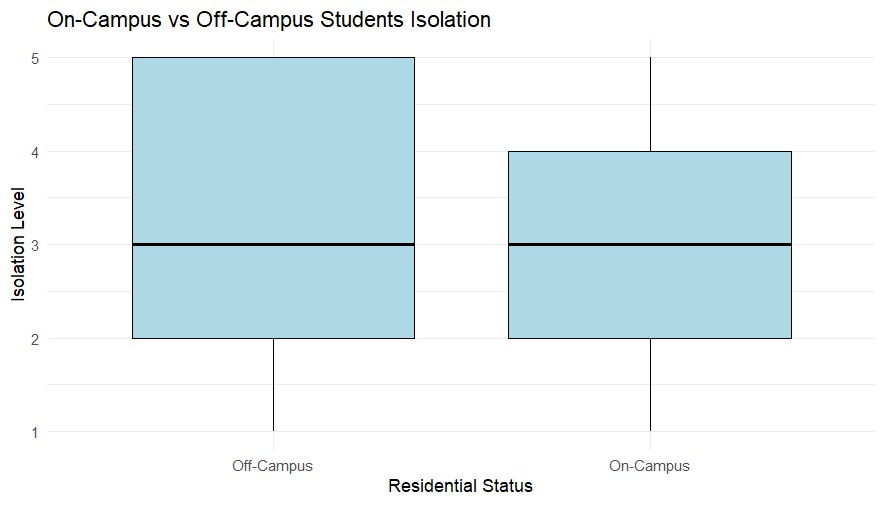 On-Campus vs Off-Campus Students Isolation
Isolation Level
5
4
3
2
1
Off-Campus
On-Campus
Residential Status